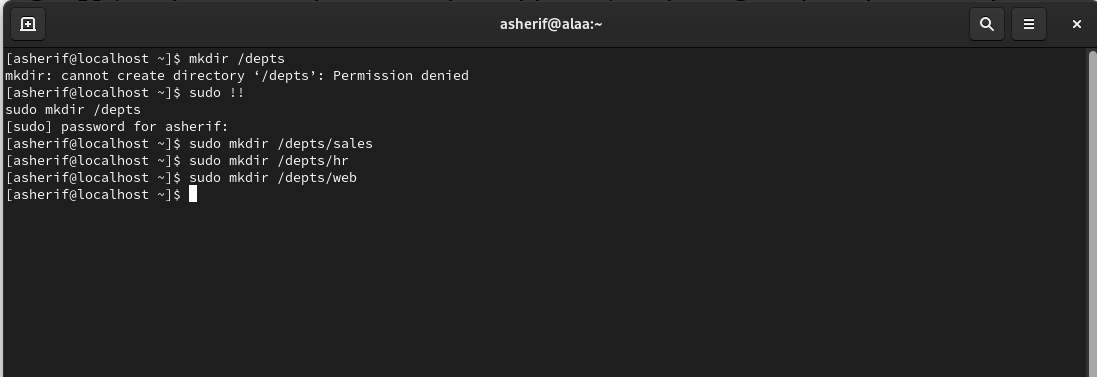 asherif@alaa:~
[asherif@localhost ~]$ mkdir /depts
mkdir: cannot create directory ‘/depts’: Permission denied
[asherif@localhost ~]$ sudo !!
sudo mkdir /depts
[sudo] password for asherif:
[asherif@localhost ~]$ sudo mkdir /depts/sales
[asherif@localhost ~]$ sudo mkdir /depts/hr
[asherif@localhost ~]$ sudo mkdir /depts/web
[asherif@localhost ~]$